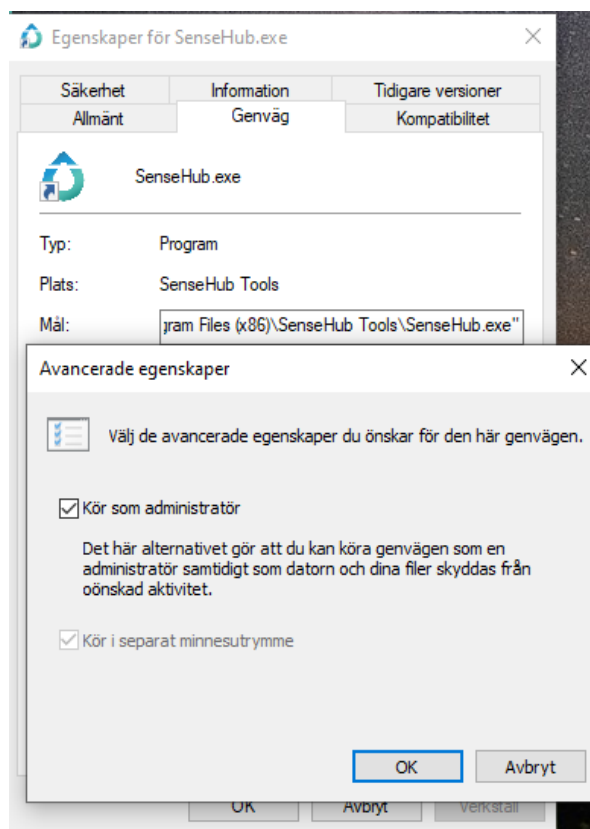 Egenskaper för SenseHub.exe
Säkerhet Information Tidigare versioner
Allmänt Genväg Kompatibilitet
SenseHub.exe
Typ: Program
Plats: SenseHub Tools
Mål: gram Files (x86)\SenseHub Tools\SenseHub.exe"
Avancerade egenskaper
Välj de avancerade egenskaper du önskar för den här genvägen.
Kör som administratör
Det här alternativet gör att du kan köra genvägen som en
administratör samtidigt som datorn och dina filer skyddas från
oönskad aktivitet.
Kör i separat minnesutrymme
OK Avbryt
OK Avbryt Verkställ